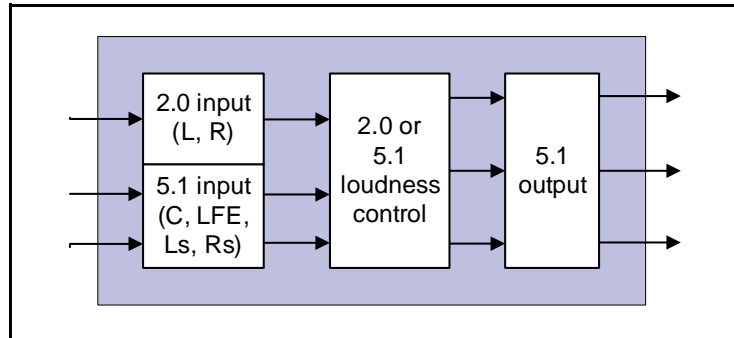 2.0 input
(L, R)
5.1 input
(C, LFE,
Ls, Rs)
2.0 or
5.1
loudness
control
5.1
output